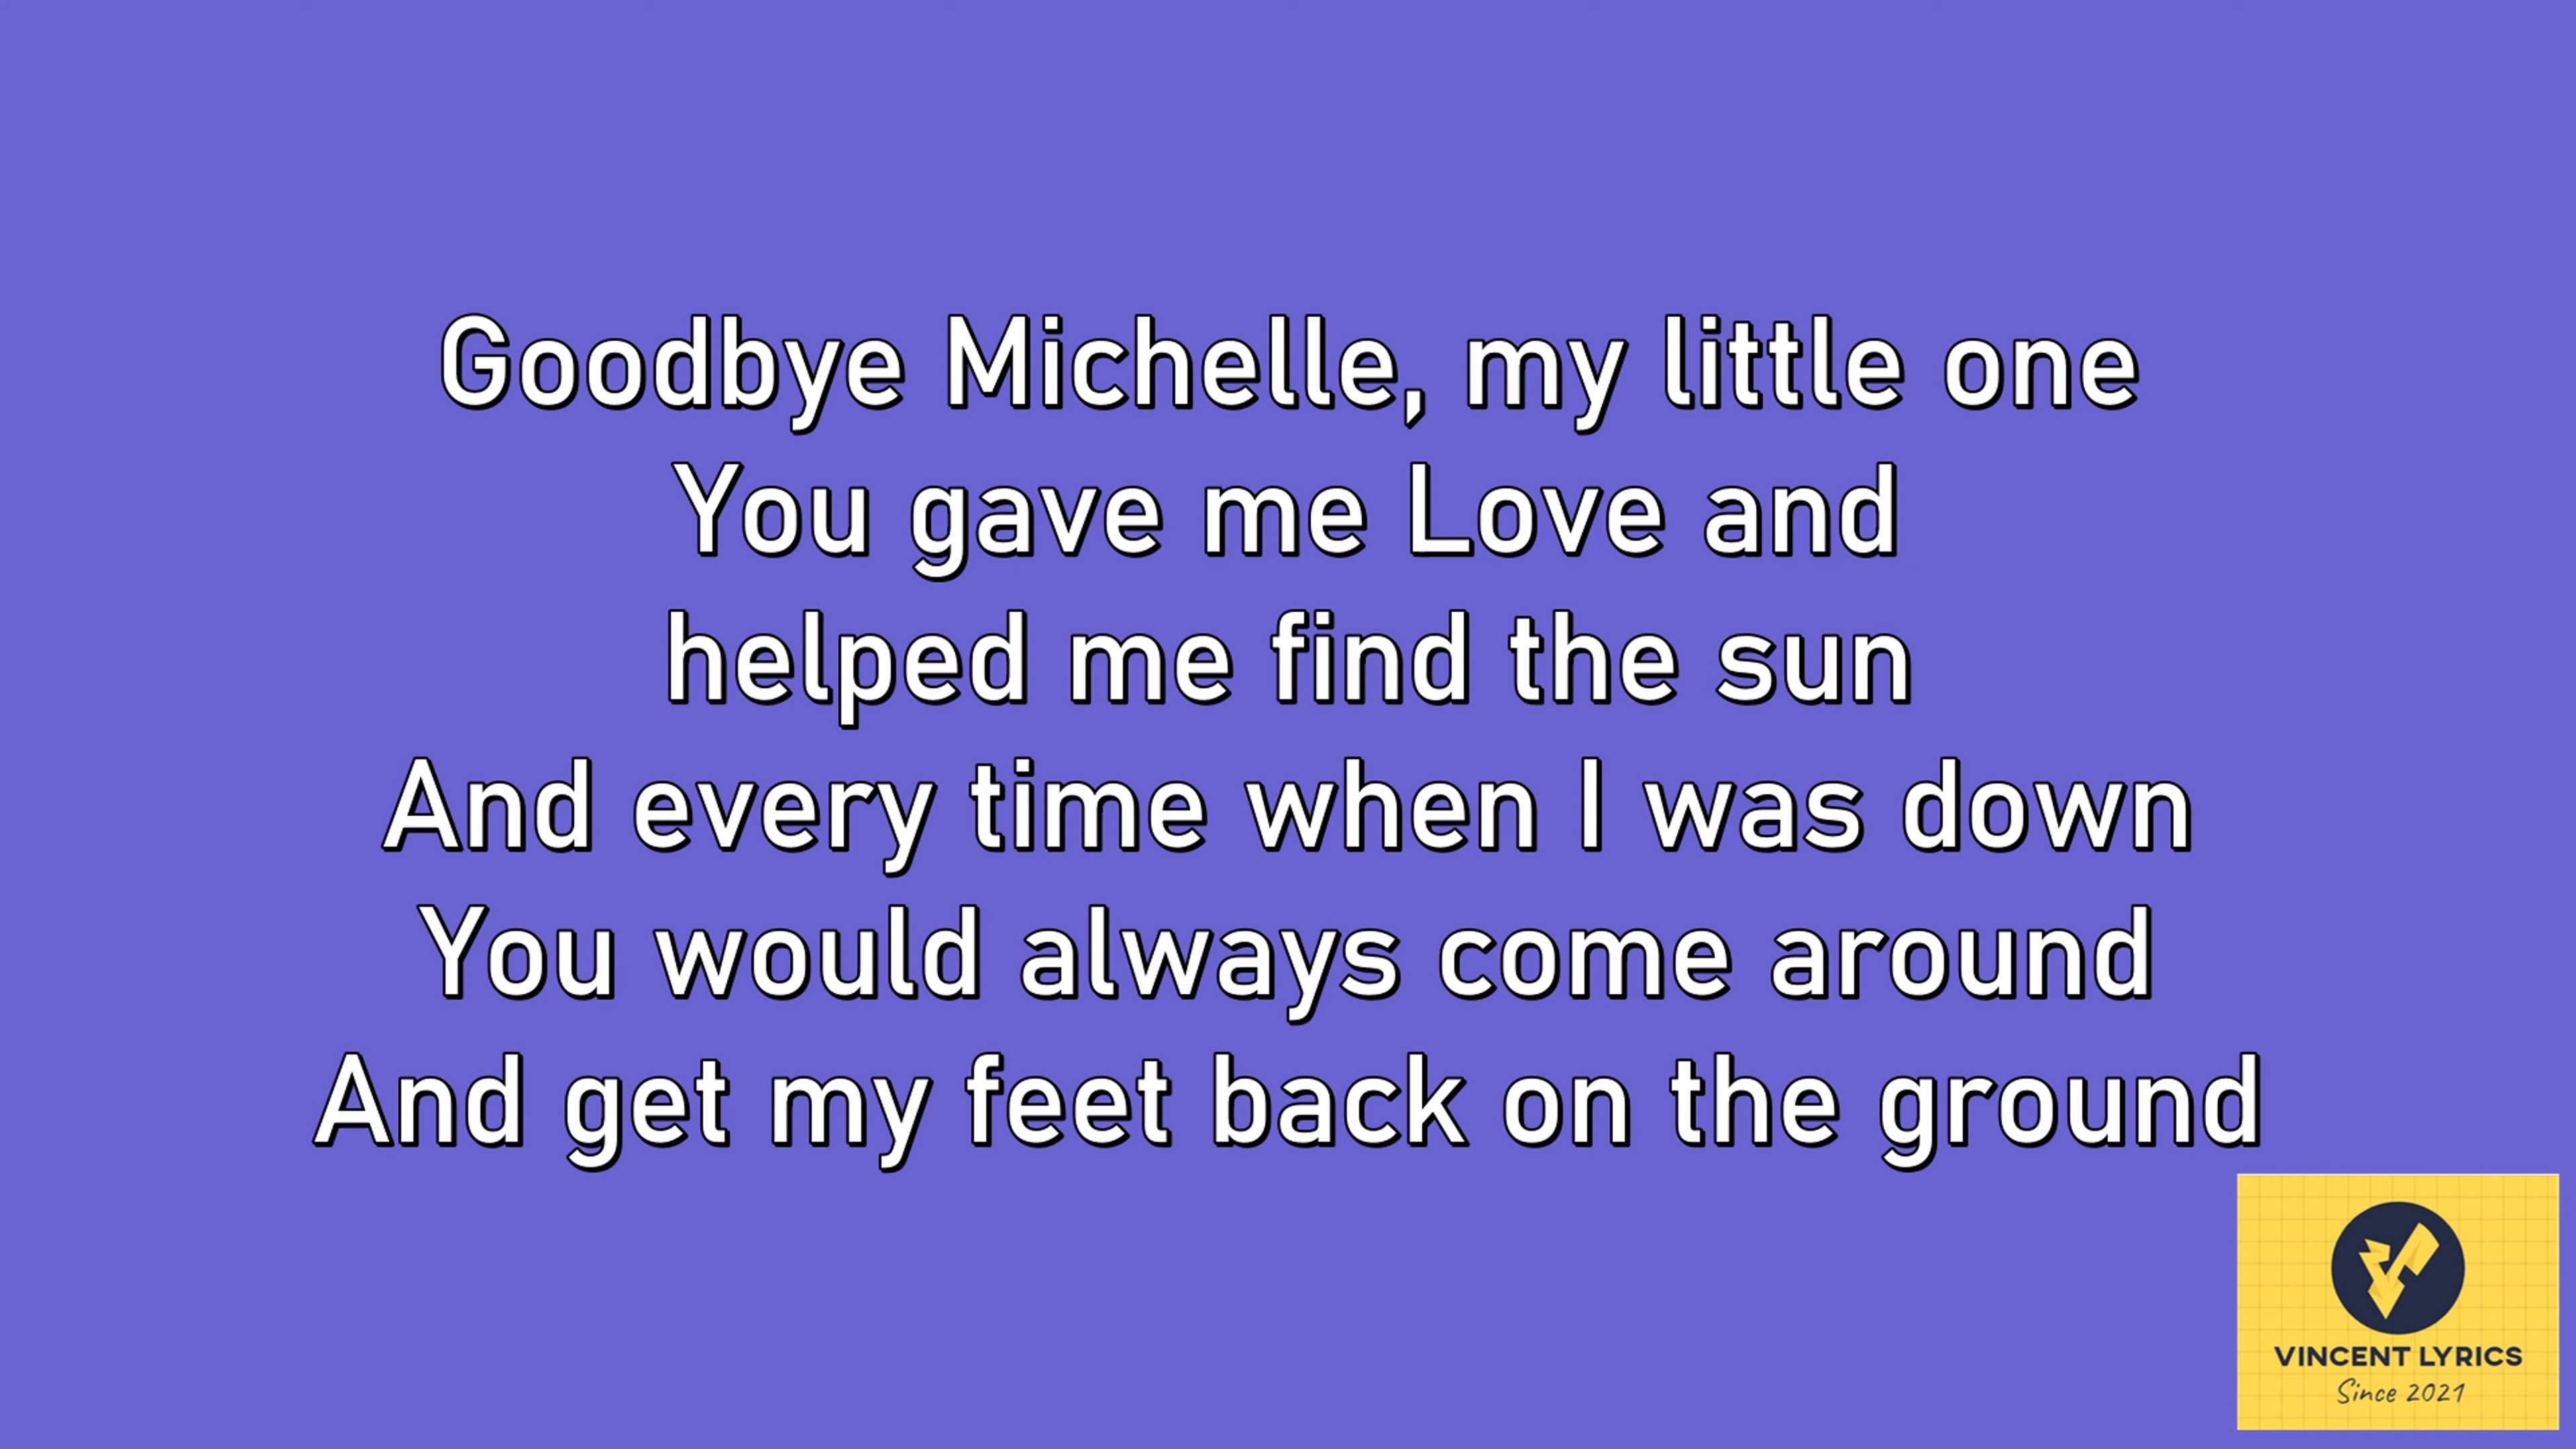 Goodbye Michelle, my little one
You gave me Love and
helped me find the sun
And every time when I was down
You would always come around
And get my feet back on the ground
VINCENT LYRICS
Since 2021